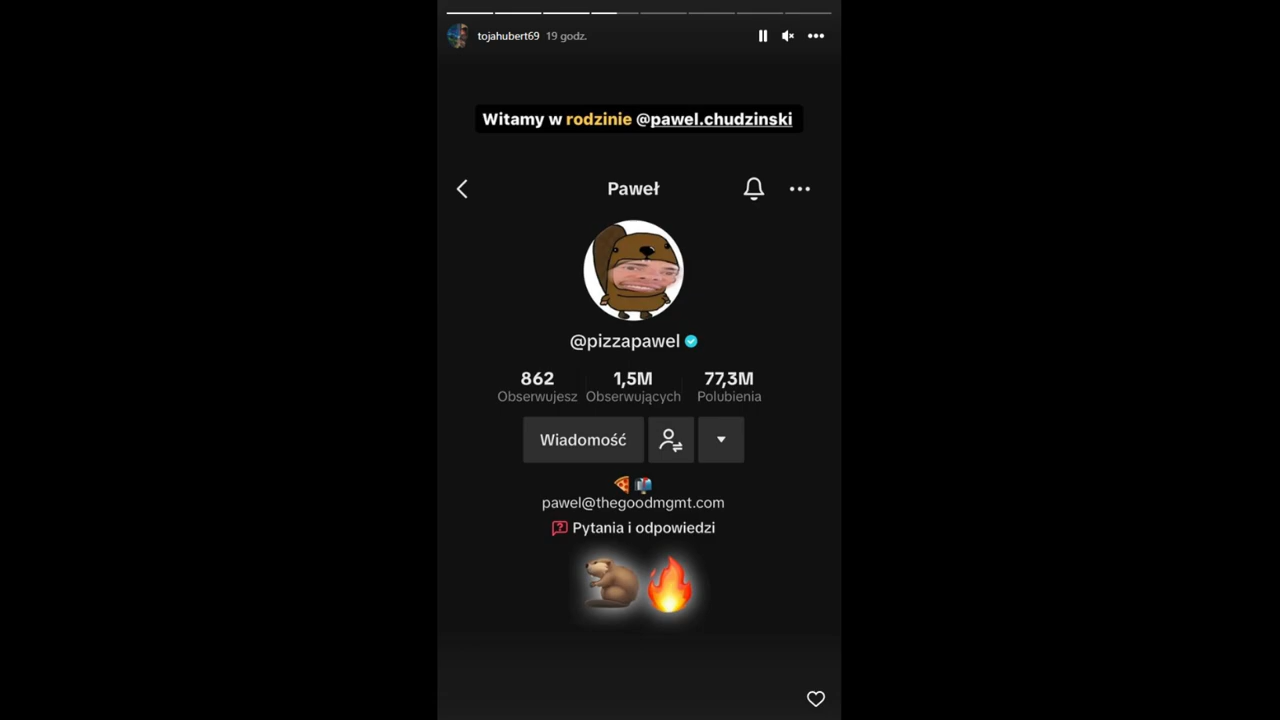 tojahubert69 19 godz.
Witamy w rodzinie @pawel.chudzinski
Paweł
@pizzapawel
862 1,5M 77,3M
Obserwujesz Obserwujących Polubienia
Wiadomość
pawel@thegoodmgmt.com
Pytania i odpowiedzi